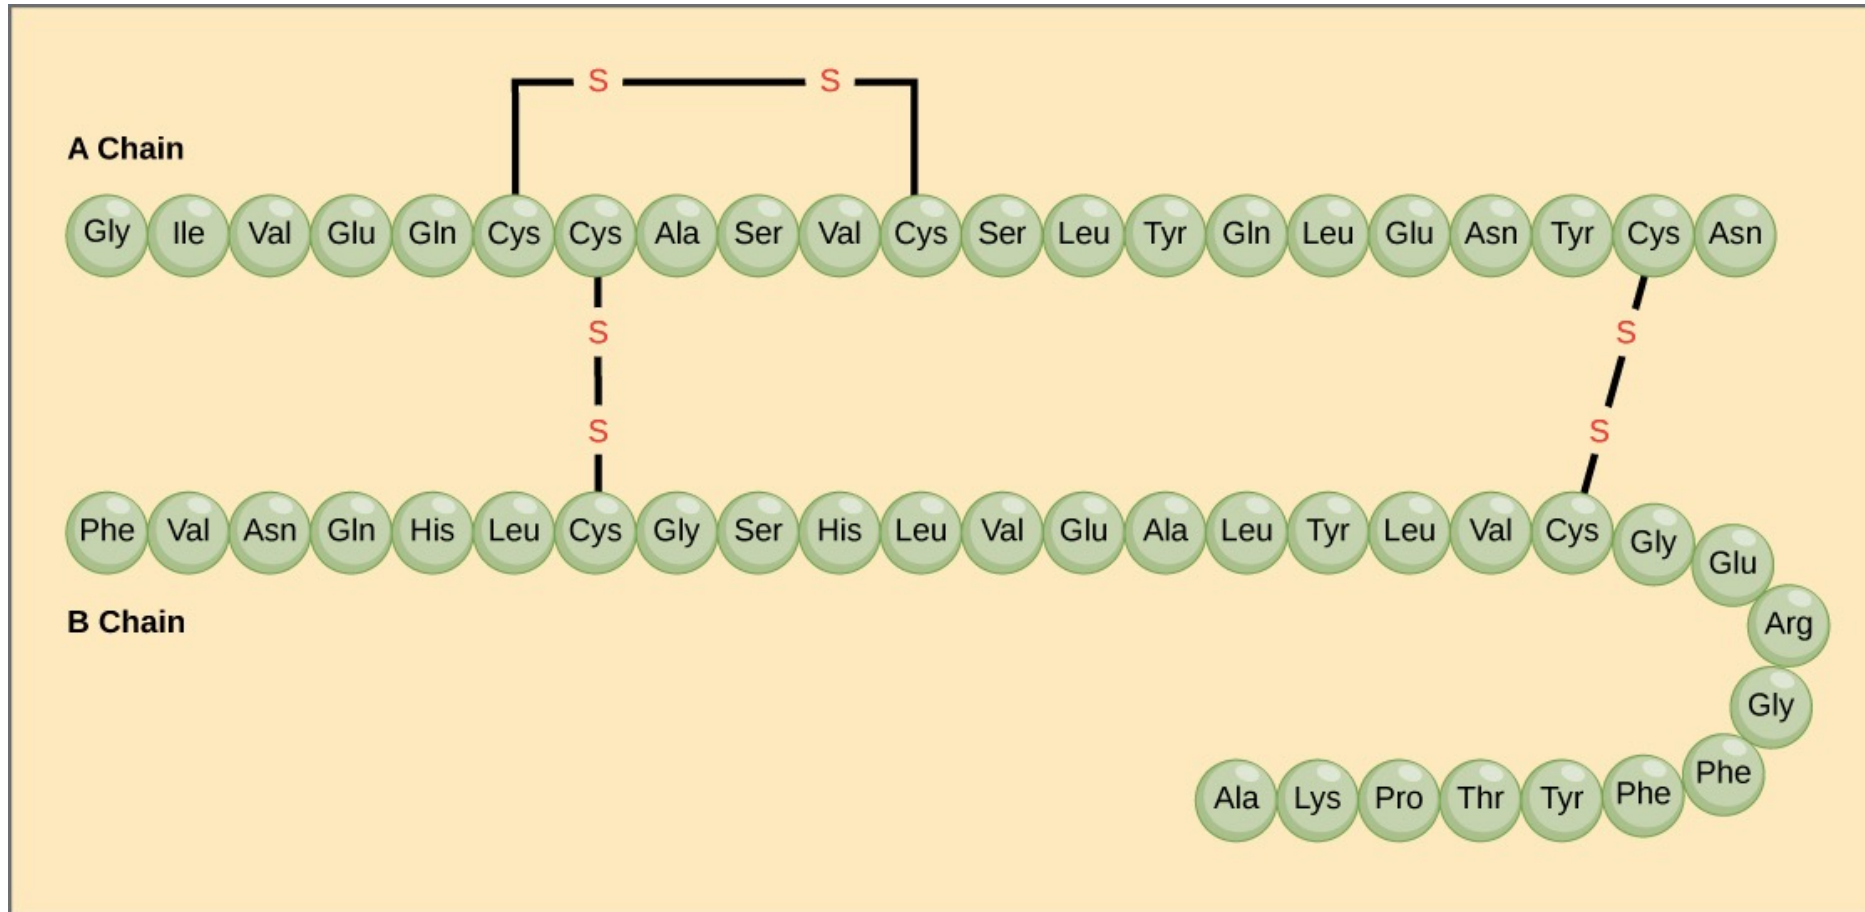 S S
A Chain
Gly Ile Val Glu Gln Cys Cys Ala Ser Val Cys Ser Leu Tyr Gln Leu Glu Asn Tyr Cys Asn
S S
S S
Phe Val Asn Gln His Leu Cys Gly Ser His Leu Val Glu Ala Leu Tyr Leu Val Cys Gly Glu
B Chain
Arg
Gly
Ala Lys Pro Thr Tyr Phe Phe